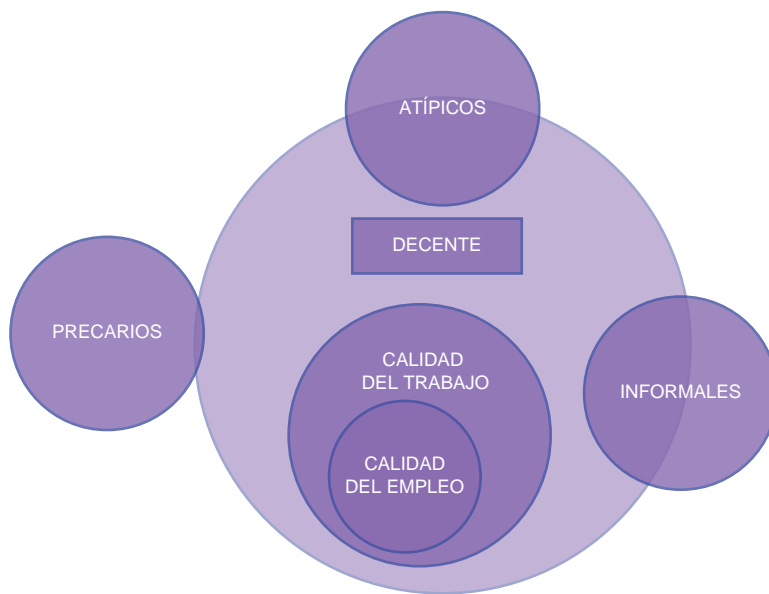 ATÍPICOS
DECENTE
PRECARIOS
CALIDAD
DEL TRABAJO
INFORMALES
CALIDAD
DEL EMPLEO